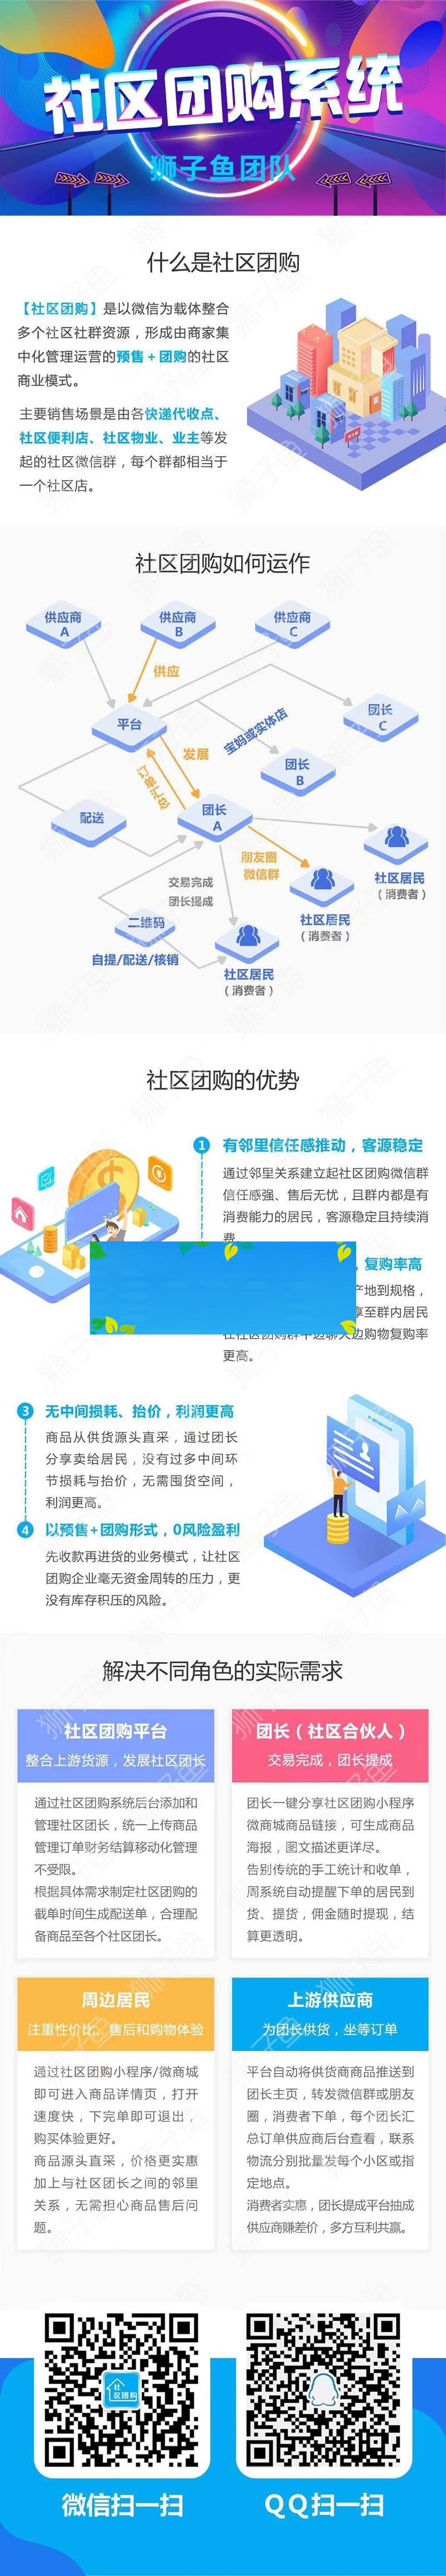 社区团购系统
狮子鱼团队
什么是社区团购
【社区团购】是以微信为载体整合
多个社区社群资源，形成由商家集
中化管理运营的预售+团购的社区
商业模式。
主要销售场景是由各快递代收点、
社区便利店、社区物业、业主等发
起的社区微信群，每个群都相当于
一个社区店。
社区团购如何运作
供应商
A
供应商
B
供应商
C
供应
平台
团长
C
宝妈或实体店
发展
团长
B
汇总订单
配送
团长
A
朋友圈
微信群
社区居民
（消费者）
交易完成
团长提成
社区居民
（消费者）
二维码
自提/配送/核销
社区居民
（消费者）
社区团购的优势
1 有邻里信任感推动，客源稳定
通过邻里关系建立起社区团购微信群
信任感强、售后无忧，且群内都是有
消费能力的居民，客源稳定且持续消
费
，复购率高
产地到规格，
享至群内居民
在社区团购群中边聊天边购物复购率
更高。
3 无中间损耗、抬价，利润更高
商品从供货源头直采，通过团长
分享卖给居民，没有过多中间环
节损耗与抬价，无需囤货空间，
利润更高。
4 以预售+团购形式，0风险盈利
先收款再进货的业务模式，让社区
团购企业毫无资金周转的压力，更
没有库存积压的风险。
解决不同角色的实际需求
社区团购平台
整合上游货源，发展社区团长
通过社区团购系统后台添加和
管理社区团长，统一上传商品
管理订单财务结算移动化管理
不受限。
根据具体需求制定社区团购的
截单时间生成配送单，合理配
备商品至各个社区团长。
团长（社区合伙人）
交易完成，团长提成
团长一键分享社区团购小程序
微商城商品链接，可生成商品
海报，图文描述更详尽。
告别传统的手工统计和收单，
周系统自动提醒下单的居民到
货、提货，佣金随时提现，结
算更透明。
周边居民
注重性价比、售后和购物体验
通过社区团购小程序/微商城
即可进入商品详情页，打开
速度快，下完单即可退出，
购买体验更好。
商品源头直采，价格更实惠
加上与社区团长之间的邻里
关系，无需担心商品售后问
题。
上游供应商
为团长供货，坐等订单
平台自动将供货商商品推送到
团长主页，转发微信群或朋友
圈，消费者下单，每个团长汇
总订单供应商后台查看，联系
物流分别批量发每个小区或指
定地点。
消费者实惠，团长提成平台抽成
供应商赚差价，多方互利共赢。
社
区团购
微信扫一扫
QQ扫一扫